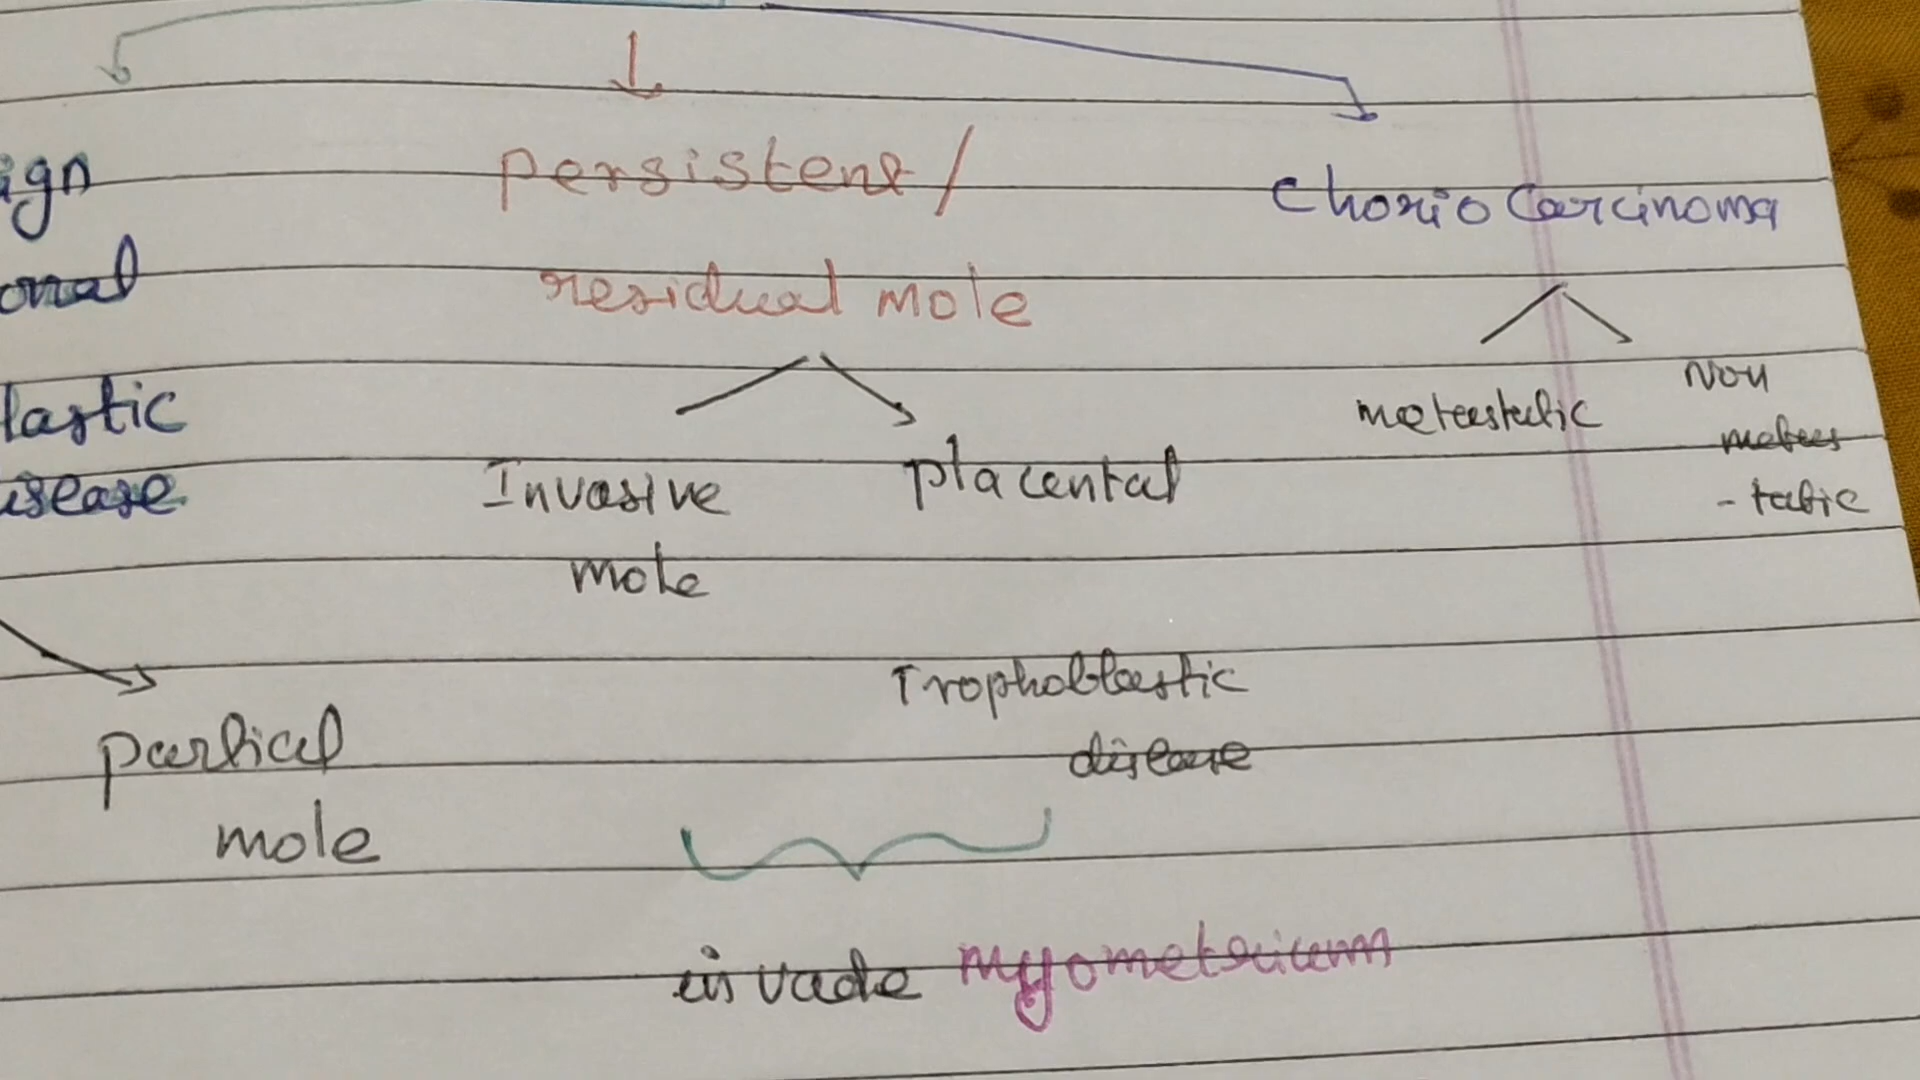 ign
onal
lastic
isease
partial
mole
persistent /
residual mole
Invasive
mole
placental
Trophoblastic
disease
invade myometrium
Chorio Carcinoma
metastatic
Non
metas
- tatic